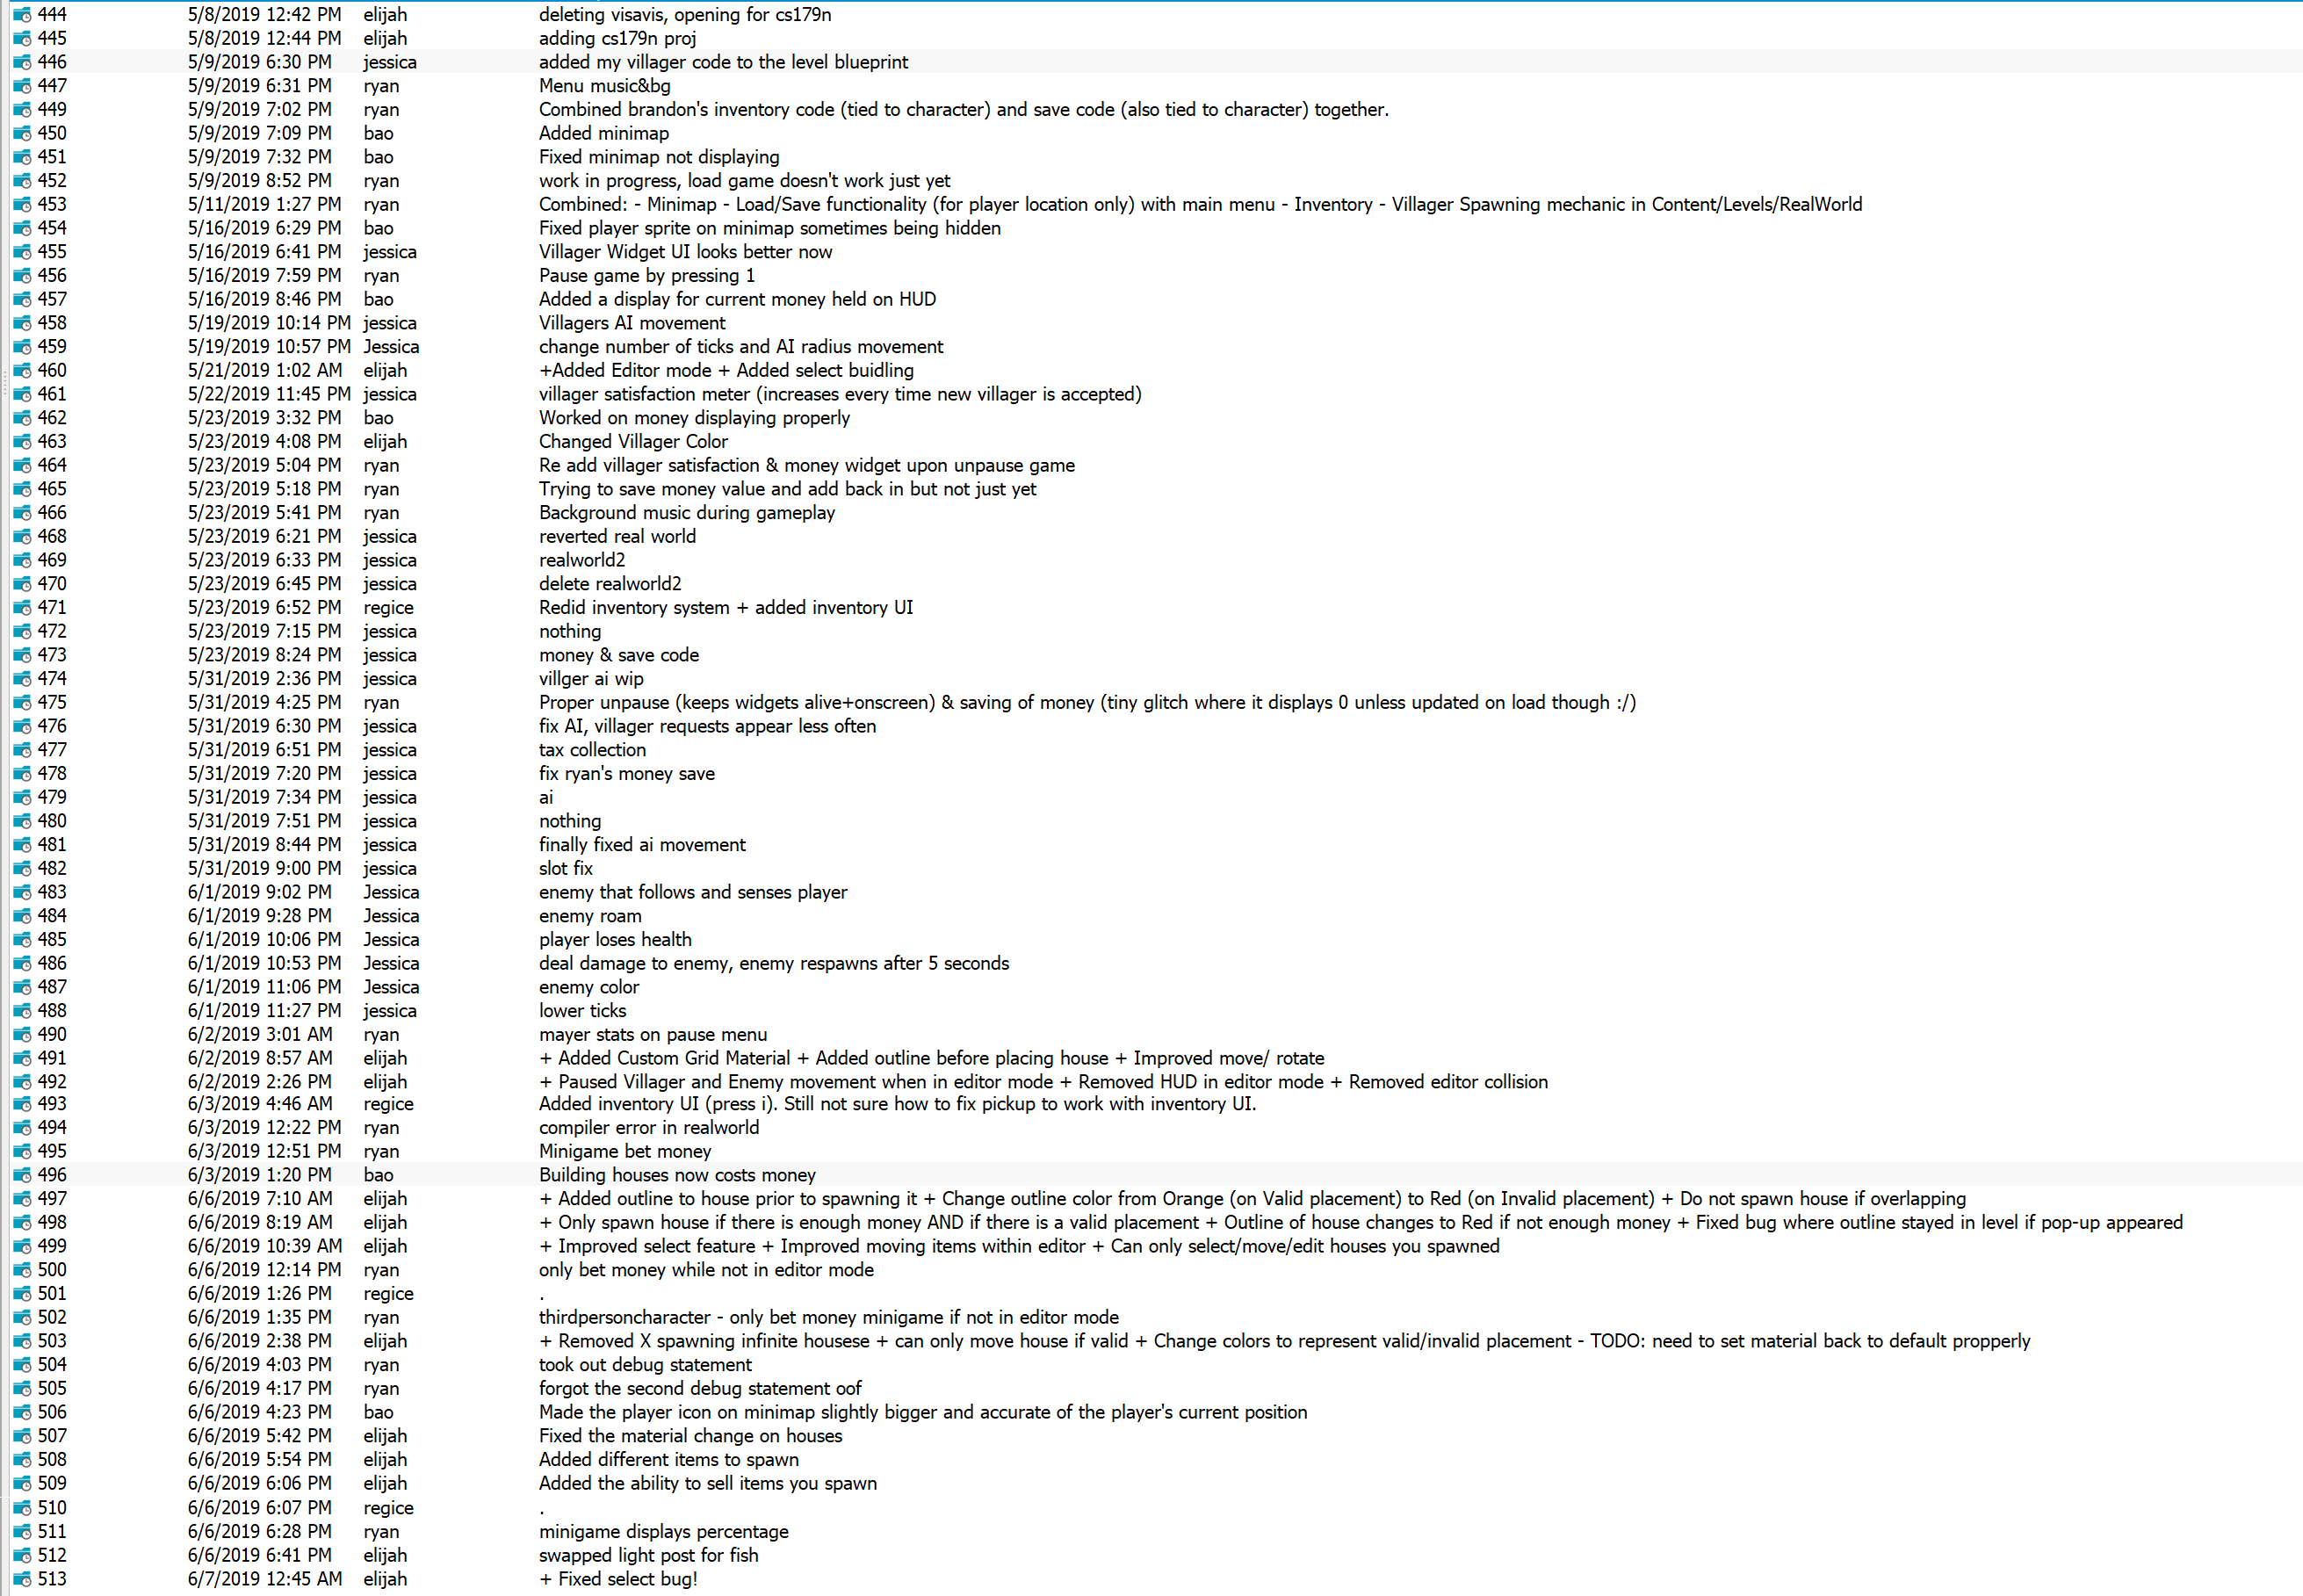 444 5/8/2019 12:42 PM elijah deleting visavis, opening for cs179n
445 5/8/2019 12:44 PM elijah adding cs179n proj
446 5/9/2019 6:30 PM jessica added my villager code to the level blueprint
447 5/9/2019 6:31 PM ryan Menu music&bg
449 5/9/2019 7:02 PM ryan Combined brandon's inventory code (tied to character) and save code (also tied to character) together.
450 5/9/2019 7:09 PM bao Added minimap
451 5/9/2019 7:32 PM bao Fixed minimap not displaying
452 5/9/2019 8:52 PM ryan work in progress, load game doesn't work just yet
453 5/11/2019 1:27 PM ryan Combined: - Minimap - Load/Save functionality (for player location only) with main menu - Inventory - Villager Spawning mechanic in Content/Levels/RealWorld
454 5/16/2019 6:29 PM bao Fixed player sprite on minimap sometimes being hidden
455 5/16/2019 6:41 PM jessica Villager Widget UI looks better now
456 5/16/2019 7:59 PM ryan Pause game by pressing 1
457 5/16/2019 8:46 PM bao Added a display for current money held on HUD
458 5/19/2019 10:14 PM jessica Villagers AI movement
459 5/19/2019 10:57 PM Jessica change number of ticks and AI radius movement
460 5/21/2019 1:02 AM elijah +Added Editor mode + Added select buidling
461 5/22/2019 11:45 PM jessica villager satisfaction meter (increases every time new villager is accepted)
462 5/23/2019 3:32 PM bao Worked on money displaying properly
463 5/23/2019 4:08 PM elijah Changed Villager Color
464 5/23/2019 5:04 PM ryan Re add villager satisfaction & money widget upon unpause game
465 5/23/2019 5:18 PM ryan Trying to save money value and add back in but not just yet
466 5/23/2019 5:41 PM ryan Background music during gameplay
468 5/23/2019 6:21 PM jessica reverted real world
469 5/23/2019 6:33 PM jessica realworld2
470 5/23/2019 6:45 PM jessica delete realworld2
471 5/23/2019 6:52 PM regice Redid inventory system + added inventory UI
472 5/23/2019 7:15 PM jessica nothing
473 5/23/2019 8:24 PM jessica money & save code
474 5/31/2019 2:36 PM jessica villger ai wip
475 5/31/2019 4:25 PM ryan Proper unpause (keeps widgets alive+onscreen) & saving of money (tiny glitch where it displays 0 unless updated on load though :/)
476 5/31/2019 6:30 PM jessica fix AI, villager requests appear less often
477 5/31/2019 6:51 PM jessica tax collection
478 5/31/2019 7:20 PM jessica fix ryan's money save
479 5/31/2019 7:34 PM jessica ai
480 5/31/2019 7:51 PM jessica nothing
481 5/31/2019 8:44 PM jessica finally fixed ai movement
482 5/31/2019 9:00 PM jessica slot fix
483 6/1/2019 9:02 PM Jessica enemy that follows and senses player
484 6/1/2019 9:28 PM Jessica enemy roam
485 6/1/2019 10:06 PM Jessica player loses health
486 6/1/2019 10:53 PM Jessica deal damage to enemy, enemy respawns after 5 seconds
487 6/1/2019 11:06 PM Jessica enemy color
488 6/1/2019 11:27 PM jessica lower ticks
490 6/2/2019 3:01 AM ryan mayer stats on pause menu
491 6/2/2019 8:57 AM elijah + Added Custom Grid Material + Added outline before placing house + Improved move/ rotate
492 6/2/2019 2:26 PM elijah + Paused Villager and Enemy movement when in editor mode + Removed HUD in editor mode + Removed editor collision
493 6/3/2019 4:46 AM regice Added inventory UI (press i). Still not sure how to fix pickup to work with inventory UI.
494 6/3/2019 12:22 PM ryan compiler error in realworld
495 6/3/2019 12:51 PM ryan Minigame bet money
496 6/3/2019 1:20 PM bao Building houses now costs money
497 6/6/2019 7:10 AM elijah + Added outline to house prior to spawning it + Change outline color from Orange (on Valid placement) to Red (on Invalid placement) + Do not spawn house if overlapping
498 6/6/2019 8:19 AM elijah + Only spawn house if there is enough money AND if there is a valid placement + Outline of house changes to Red if not enough money + Fixed bug where outline stayed in level if pop-up appeared
499 6/6/2019 10:39 AM elijah + Improved select feature + Improved moving items within editor + Can only select/move/edit houses you spawned
500 6/6/2019 12:14 PM ryan only bet money while not in editor mode
501 6/6/2019 1:26 PM regice .
502 6/6/2019 1:35 PM ryan thirdpersoncharacter - only bet money minigame if not in editor mode
503 6/6/2019 2:38 PM elijah + Removed X spawning infinite housese + can only move house if valid + Change colors to represent valid/invalid placement - TODO: need to set material back to default propperly
504 6/6/2019 4:03 PM ryan took out debug statement
505 6/6/2019 4:17 PM ryan forgot the second debug statement oof
506 6/6/2019 4:23 PM bao Made the player icon on minimap slightly bigger and accurate of the player's current position
507 6/6/2019 5:42 PM elijah Fixed the material change on houses
508 6/6/2019 5:54 PM elijah Added different items to spawn
509 6/6/2019 6:06 PM elijah Added the ability to sell items you spawn
510 6/6/2019 6:07 PM regice .
511 6/6/2019 6:28 PM ryan minigame displays percentage
512 6/6/2019 6:41 PM elijah swapped light post for fish
513 6/7/2019 12:45 AM elijah + Fixed select bug!